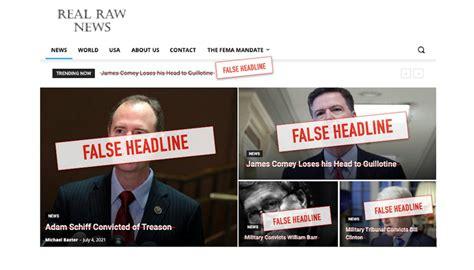 REAL RAW
NEWS
NEWS WORLD USA ABOUT US CONTACT THE FEMA MANDATE
TRENDING NOW James Comey Loses his Head to Guillotine FALSE HEADLINE
FALSE HEADLINE
NEWS
Adam Schiff Convicted of Treason
Michael Baxter - July 4, 2021
FALSE HEADLINE
NEWS
James Comey Loses his Head to Guillotine
FALSE HEADLINE
NEWS
Military Convicts William Barr
FALSE HEADLINE
NEWS
Military Tribunal Convicts Bill
Clinton